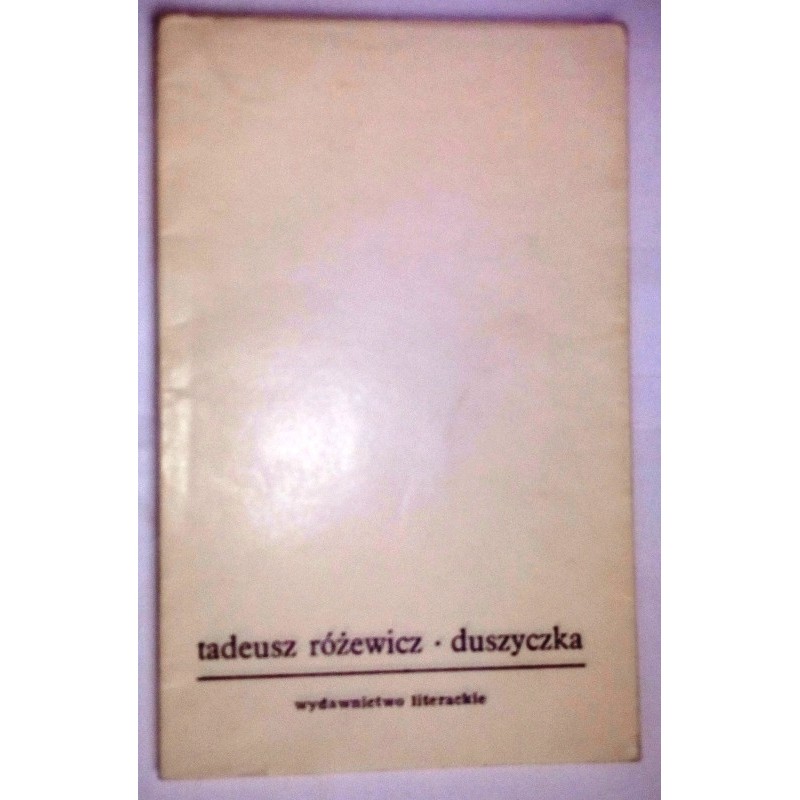 tadeusz różewicz · duszyczka
wydawnictwo literackie